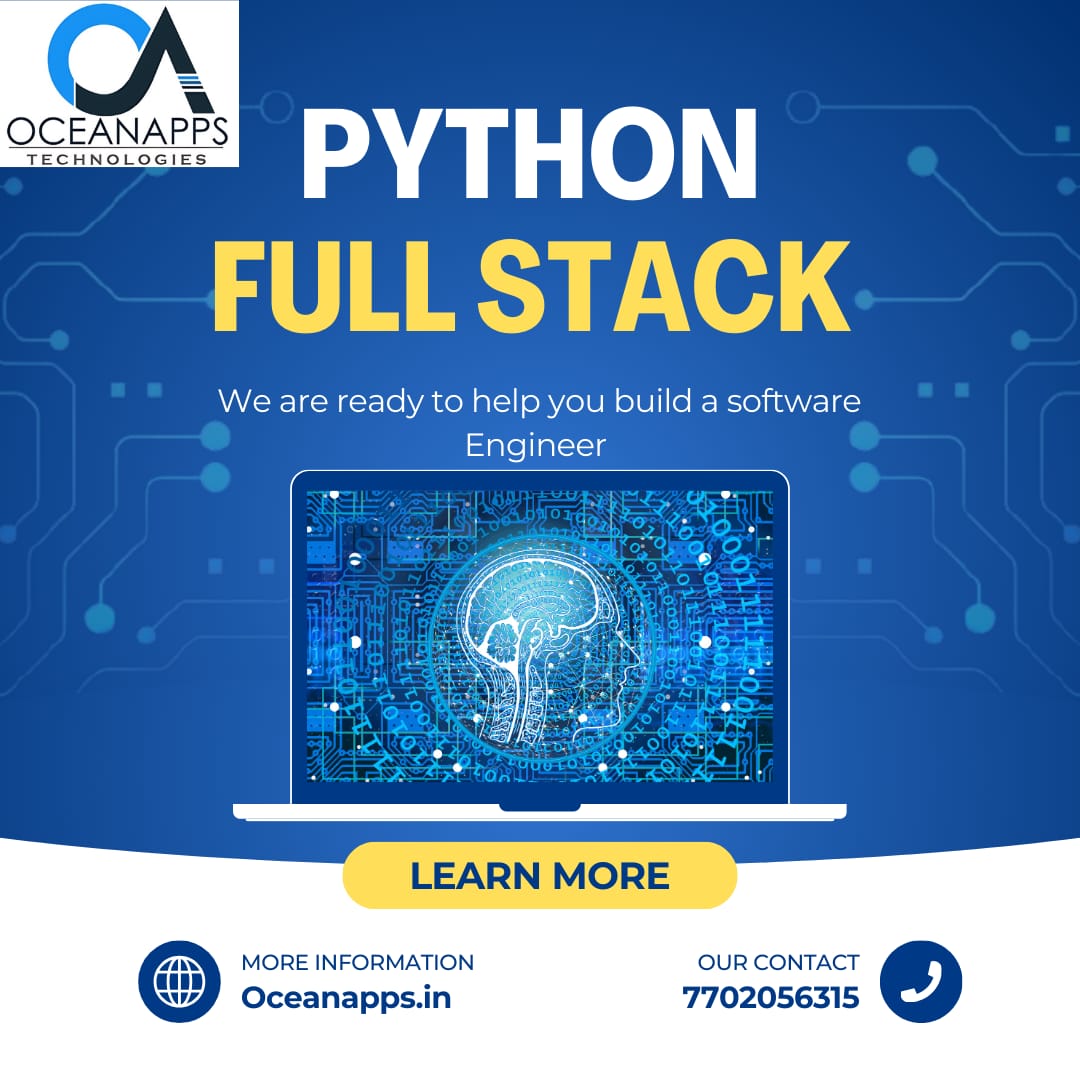 OCEANAPPS
TECHNOLOGIES
PYTHON
FULL STACK
We are ready to help you build a software
Engineer
LEARN MORE
MORE INFORMATION
Oceanapps.in
OUR CONTACT
7702056315